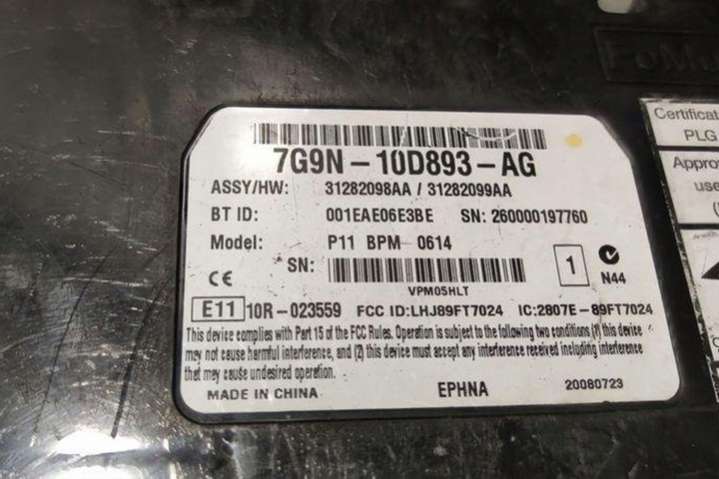 FoMo
7G9N-10D893-AG
ASSY/HW: 31282098AA / 31282099AA
BT ID: 001EAE06E3BE SN: 260000197760
Model: P11 BPM 0614
SN:
VPM05HLT
1
N44
CE
E11 10R-023559 FCC ID:LHJ89FT7024 IC:2807E-89FT7024
This device complies with Part 15 of the FCC Rules. Operation is subject to the following two conditions (1) this device
may not cause harmful interference, and (2) this device must accept any interference received including interference
that may cause undesired operation.
MADE IN CHINA EPHNA 20080723
Certificat
PLG
Appro
use